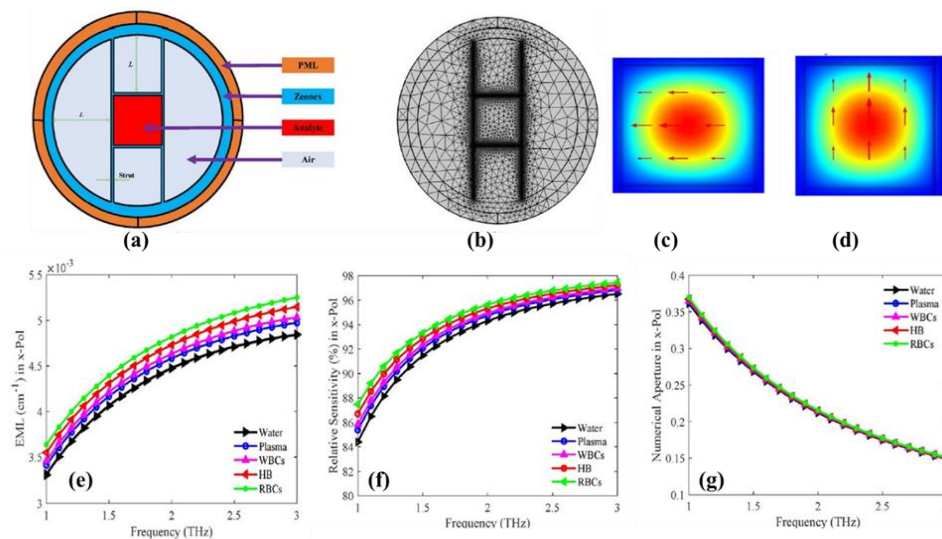 L
L
Strut
PML
Zeonex
Analyte
Air
(a)
(b)
(c)
(d)
EML (cm⁻¹) in x-Pol
×10⁻³
5.5
5
4.5
4
3.5
3
1
1.5
2
2.5
3
Frequency (THz)
Water
Plasma
WBCs
HB
RBCs
(e)
Relative Sensitivity (%) in x-Pol
98
96
94
92
90
88
86
84
82
80
1
1.5
2
2.5
3
Frequency (THz)
Water
Plasma
WBCs
HB
RBCs
(f)
Numerical Aperture in x-Pol
0.4
0.35
0.3
0.25
0.2
0.15
0.1
1
1.5
2
2.5
Frequency (THz)
Water
Plasma
WBCs
HB
RBCs
(g)